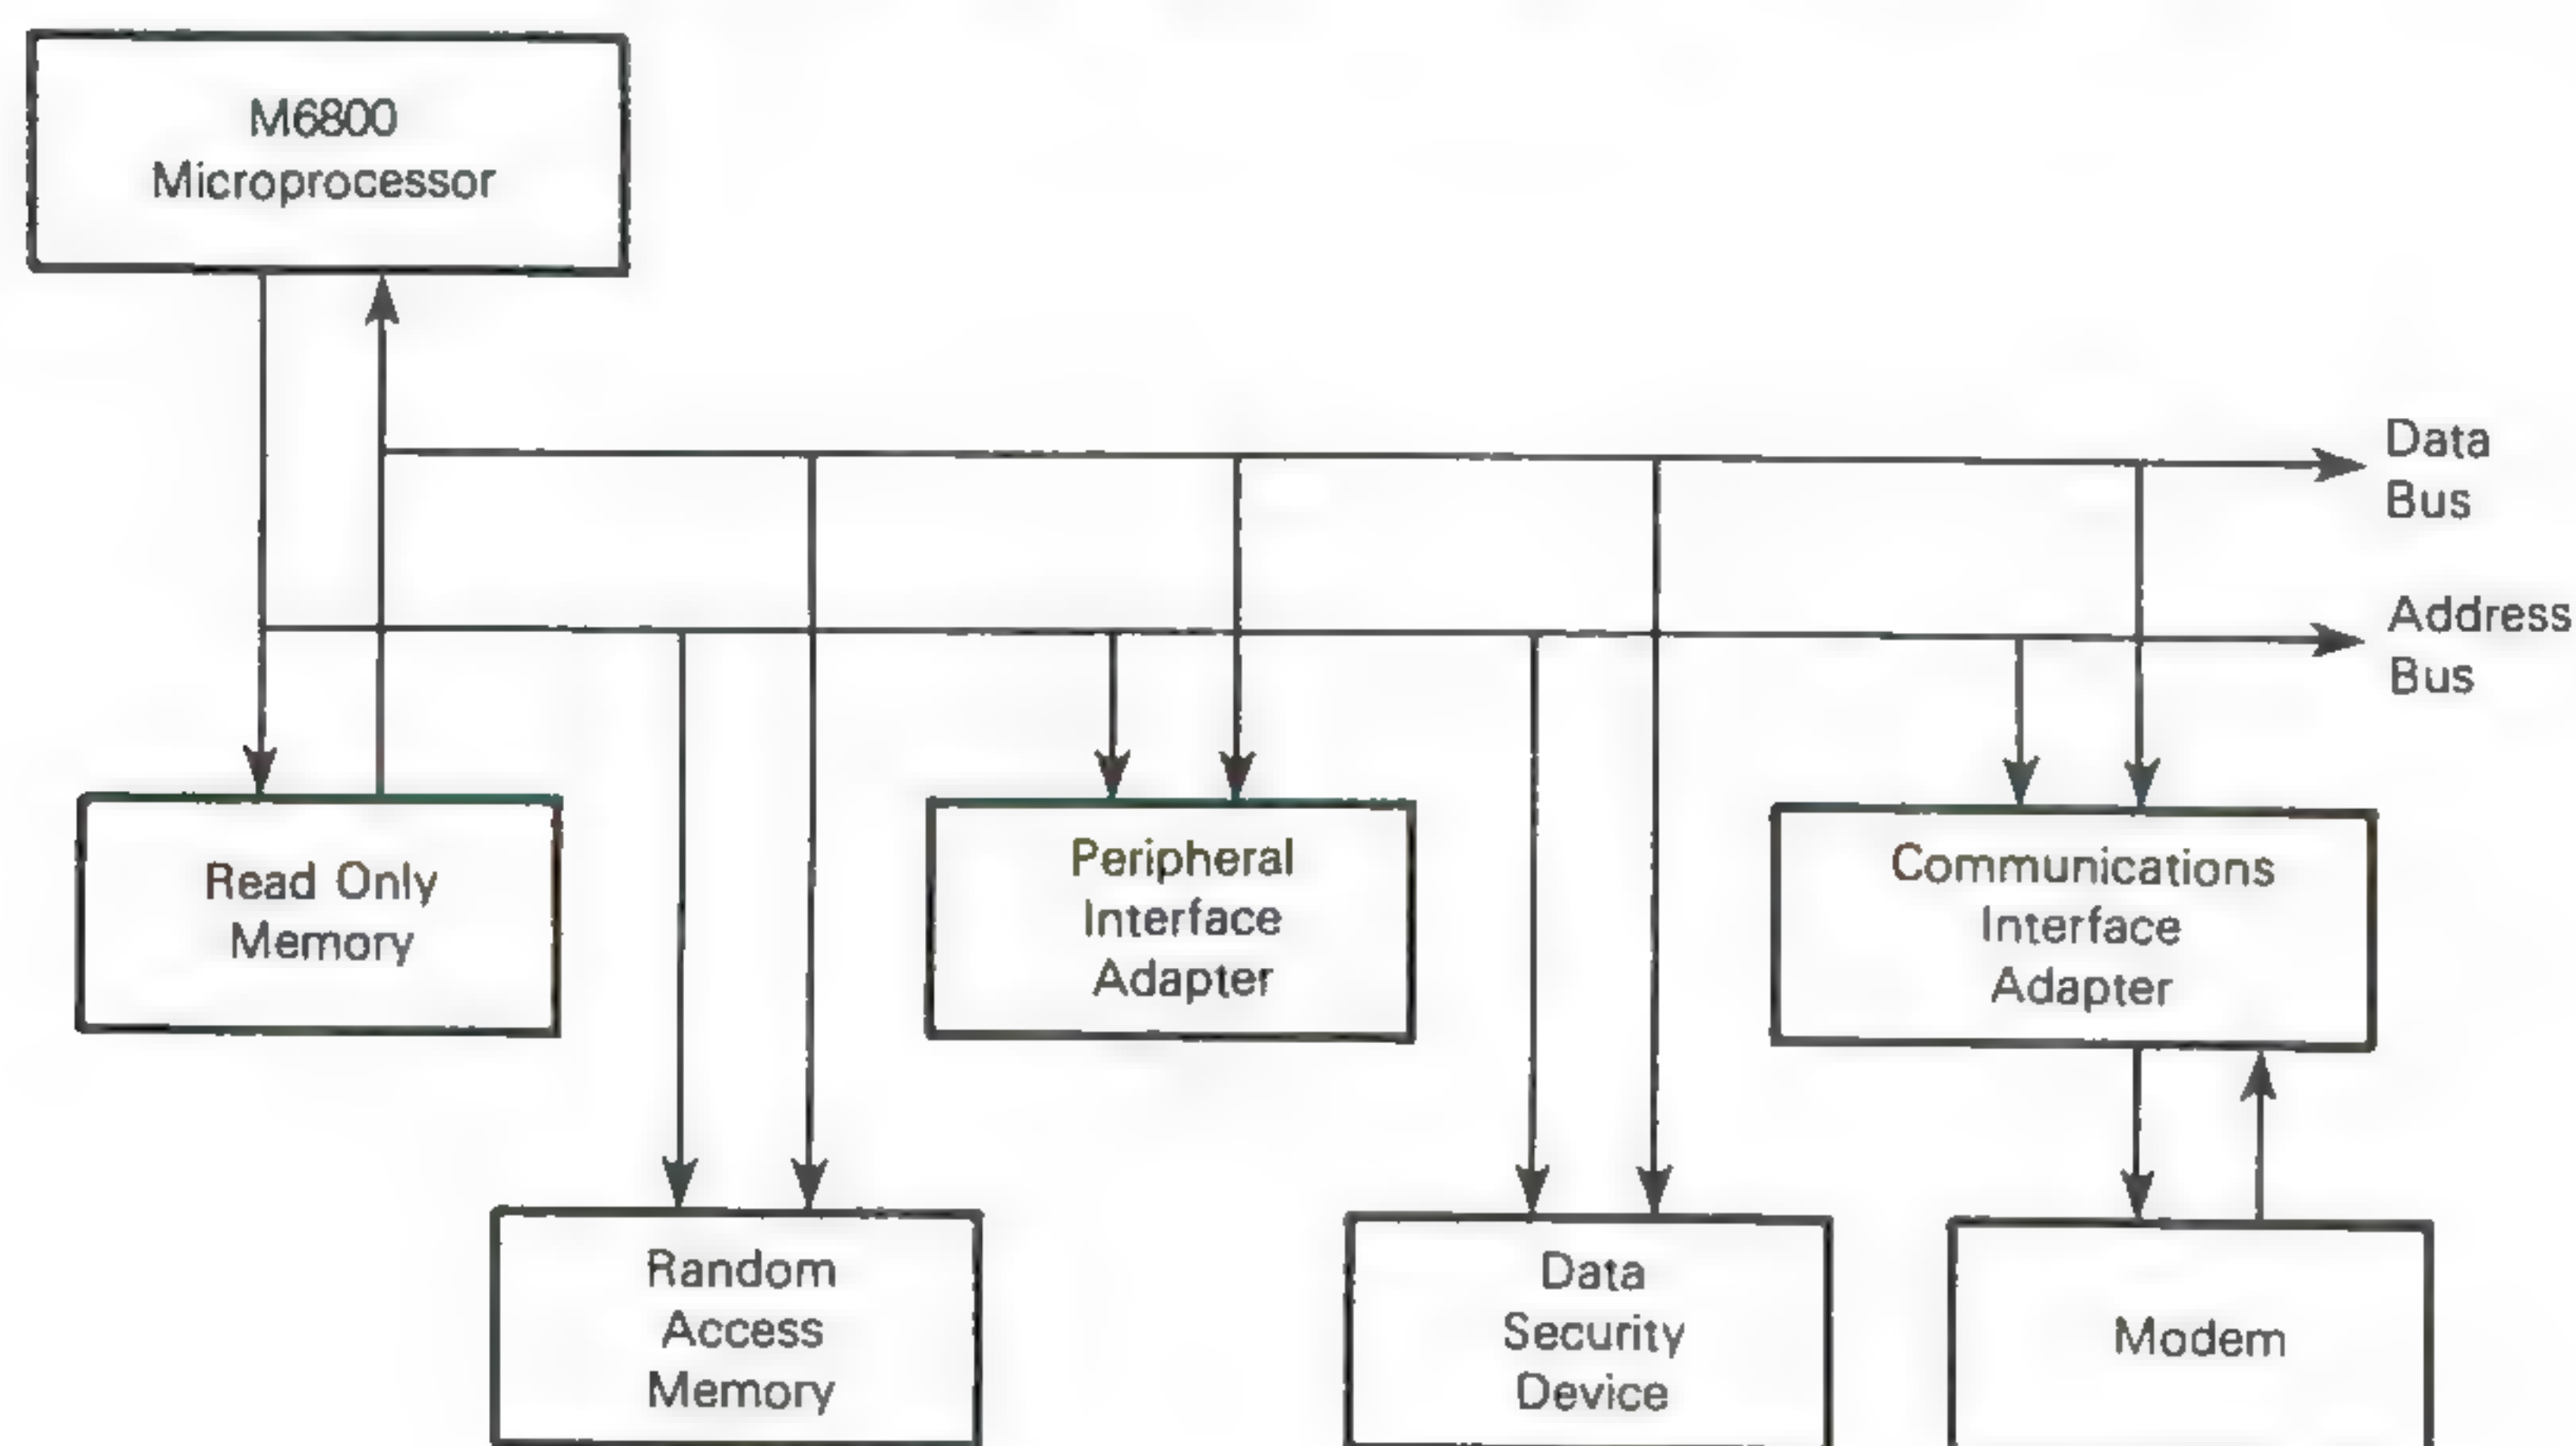 M6800
Microprocessor
Data
Bus
Address
Bus
Read Only
Memory
Peripheral
Interface
Adapter
Communications
Interface
Adapter
Random
Access
Memory
Data
Security
Device
Modem